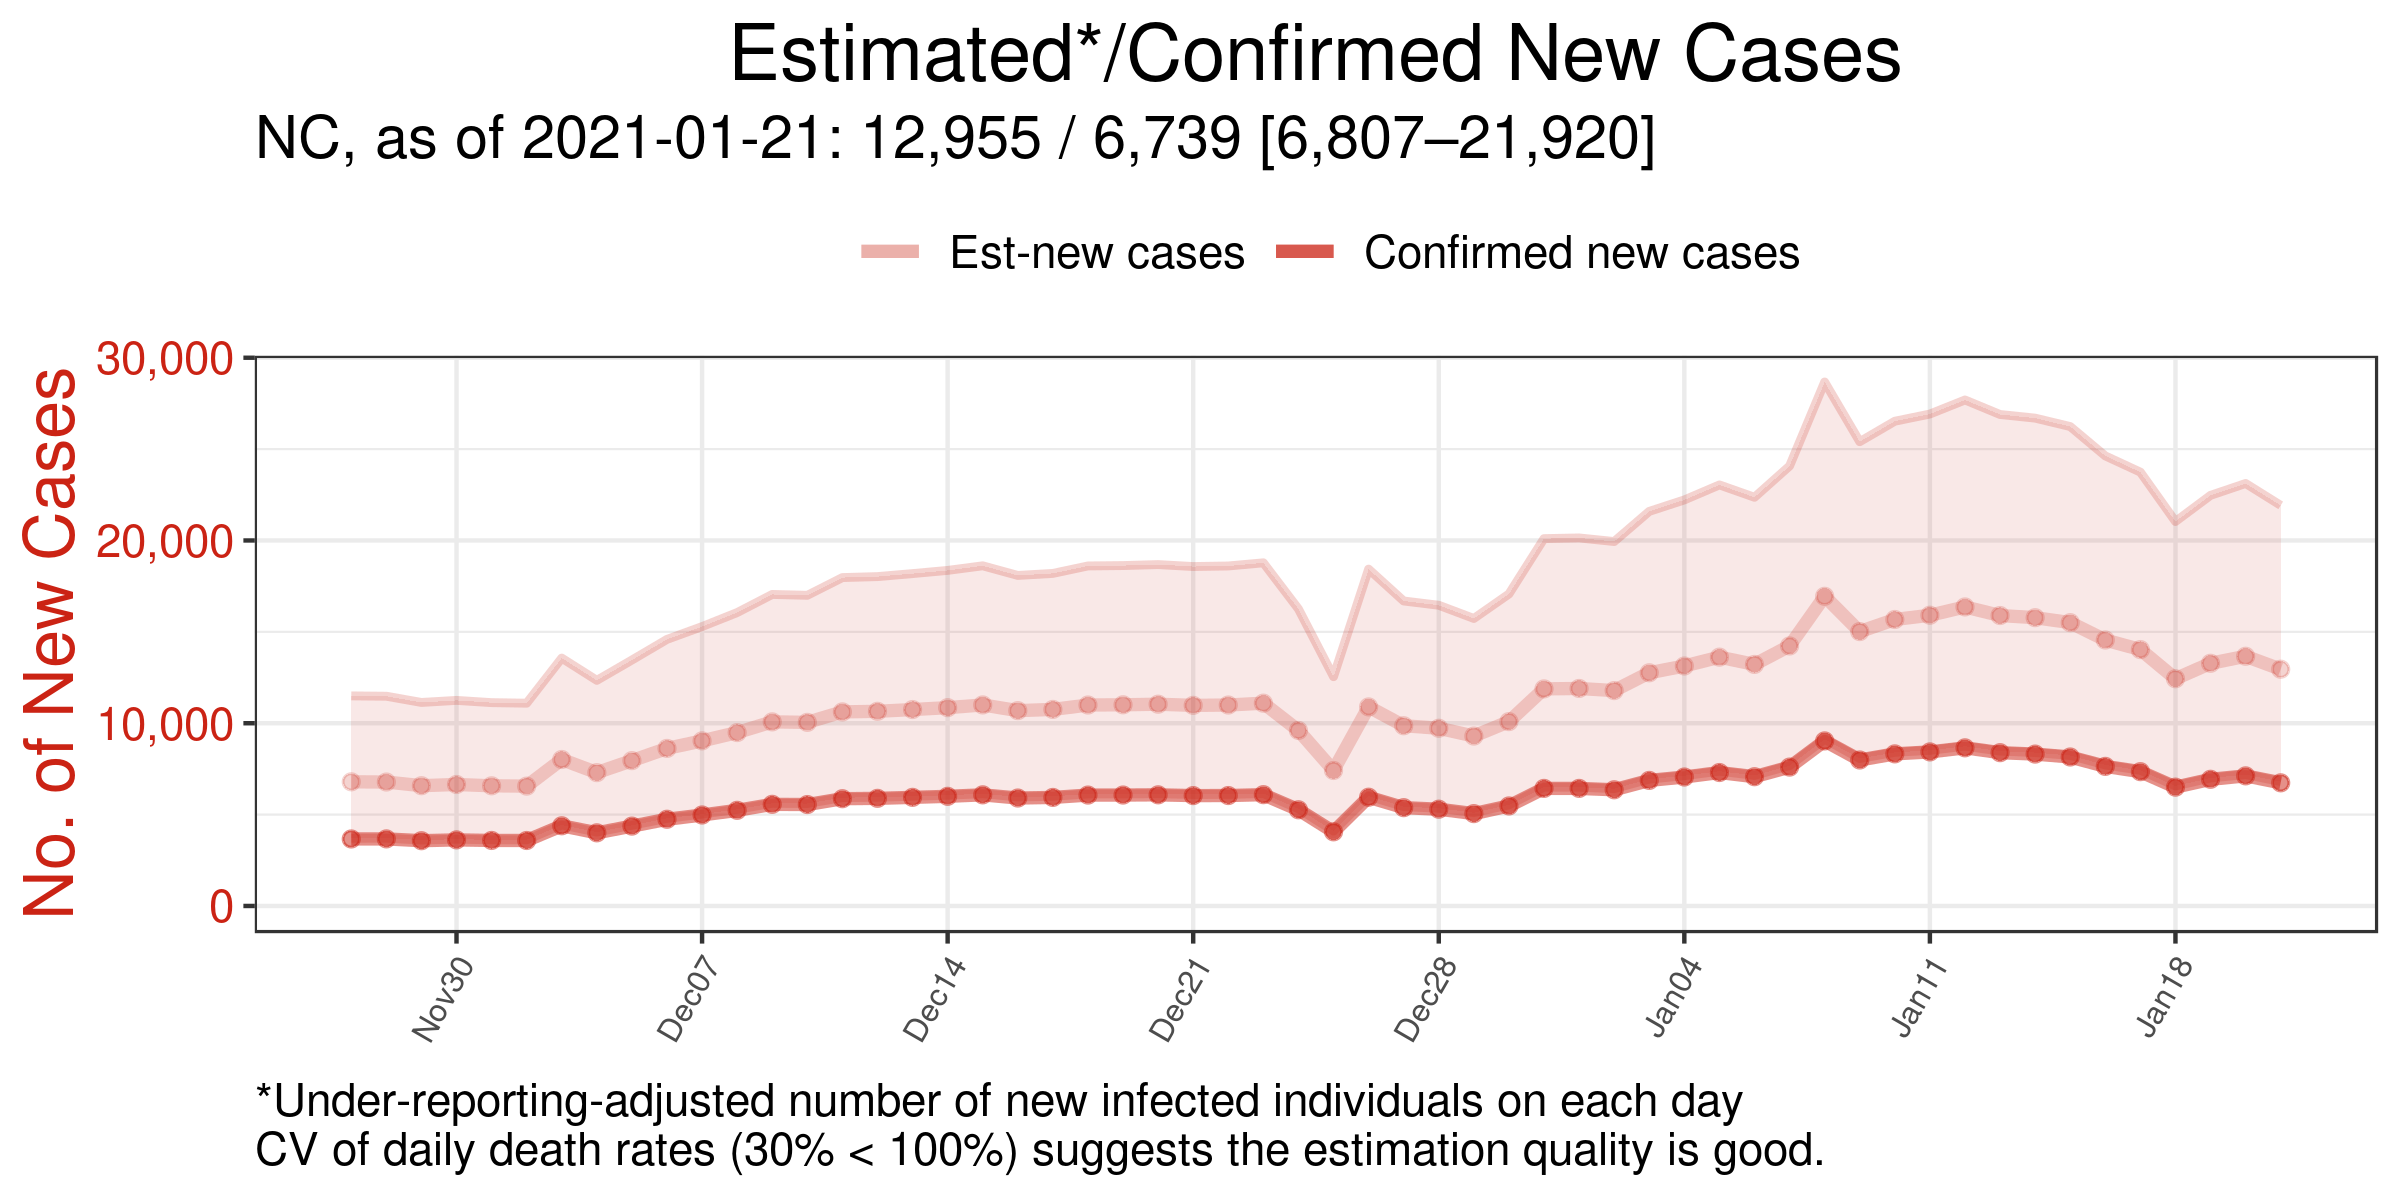 Estimated*/Confirmed New Cases
NC, as of 2021-01-21: 12,955 / 6,739 [6,807–21,920]
Est-new cases
Confirmed new cases
No. of New Cases
30,000
20,000
10,000
0
Nov30
Dec07
Dec14
Dec21
Dec28
Jan04
Jan11
Jan18
*Under-reporting-adjusted number of new infected individuals on each day
CV of daily death rates (30% < 100%) suggests the estimation quality is good.